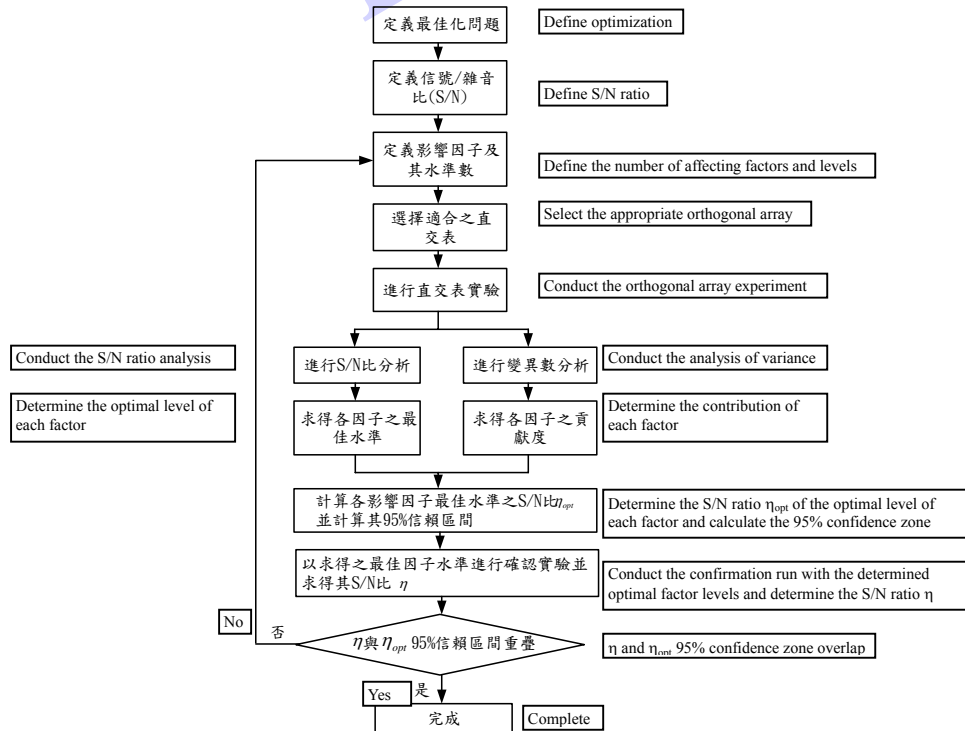 定義最佳化問題
Define optimization
定義信號/雜音
比(S/N)
Define S/N ratio
定義影響因子及
其水準數
Define the number of affecting factors and levels
選擇適合之直
交表
Select the appropriate orthogonal array
進行直交表實驗
Conduct the orthogonal array experiment
Conduct the S/N ratio analysis
進行S/N比分析
進行變異數分析
Conduct the analysis of variance
Determine the optimal level of
each factor
求得各因子之最
佳水準
求得各因子之貢
獻度
Determine the contribution of
each factor
計算各影響因子最佳水準之S/N比ηopt
並計算其95%信賴區間
Determine the S/N ratio ηopt of the optimal level of
each factor and calculate the 95% confidence zone
以求得之最佳因子水準進行確認實驗並
求得其S/N比 η
Conduct the confirmation run with the determined
optimal factor levels and determine the S/N ratio η
No
否
η與ηopt 95%信賴區間重疊
η and ηopt 95% confidence zone overlap
Yes
是
完成
Complete